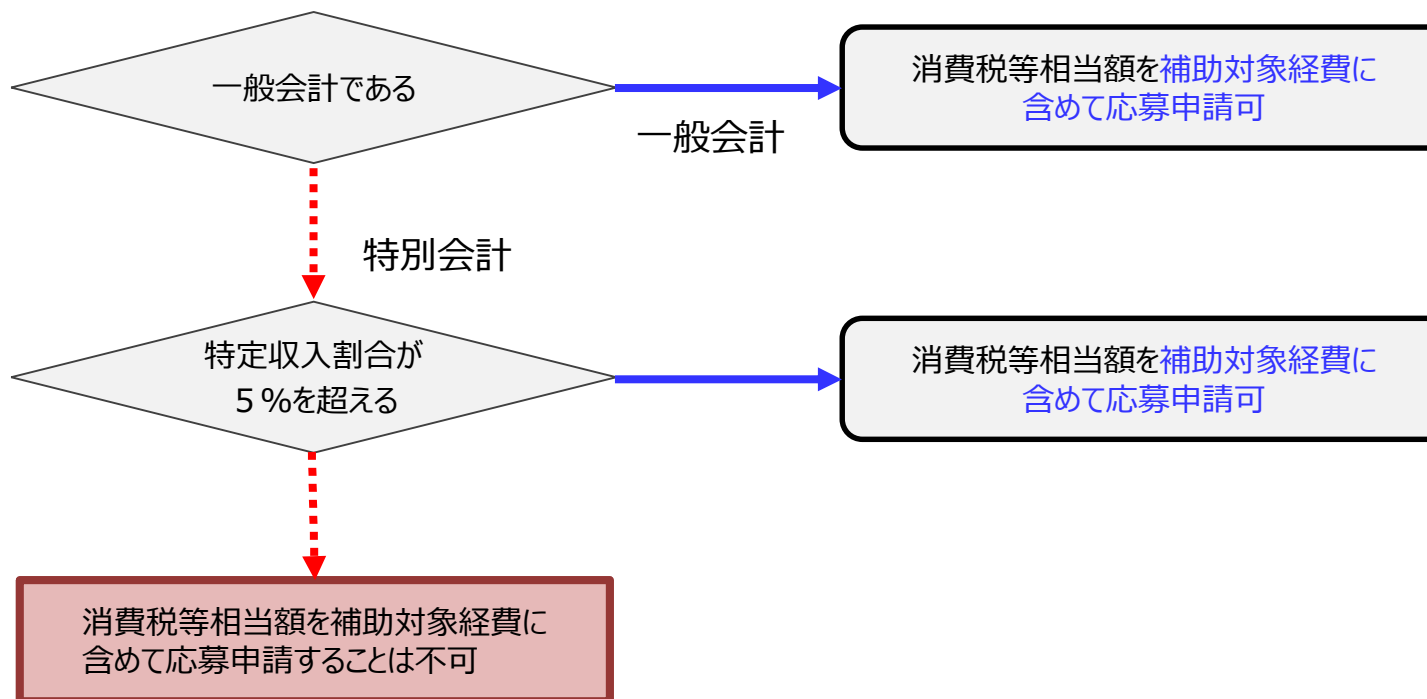 一般会計である
消費税等相当額を補助対象経費に
含めて応募申請可
一般会計
特別会計
特定収入割合が
５％を超える
消費税等相当額を補助対象経費に
含めて応募申請可
消費税等相当額を補助対象経費に
含めて応募申請することは不可